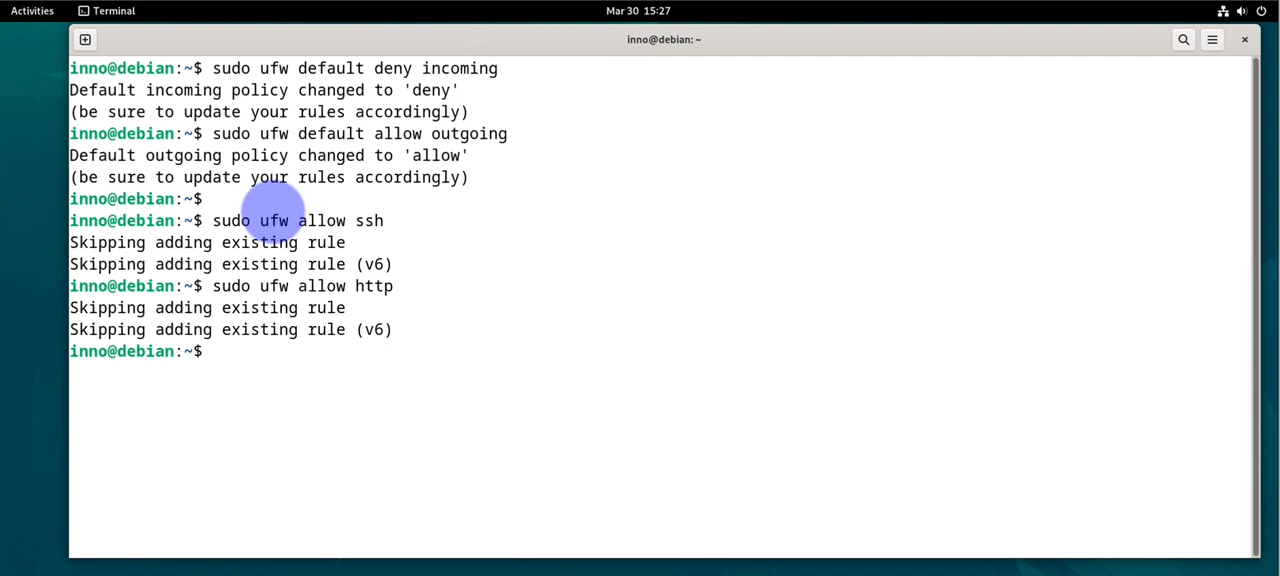 Activities
Terminal
Mar 30 15:27
inno@debian: ~
inno@debian:~$ sudo ufw default deny incoming
Default incoming policy changed to 'deny'
(be sure to update your rules accordingly)
inno@debian:~$ sudo ufw default allow outgoing
Default outgoing policy changed to 'allow'
(be sure to update your rules accordingly)
inno@debian:~$
inno@debian:~$ sudo ufw allow ssh
Skipping adding existing rule
Skipping adding existing rule (v6)
inno@debian:~$ sudo ufw allow http
Skipping adding existing rule
Skipping adding existing rule (v6)
inno@debian:~$